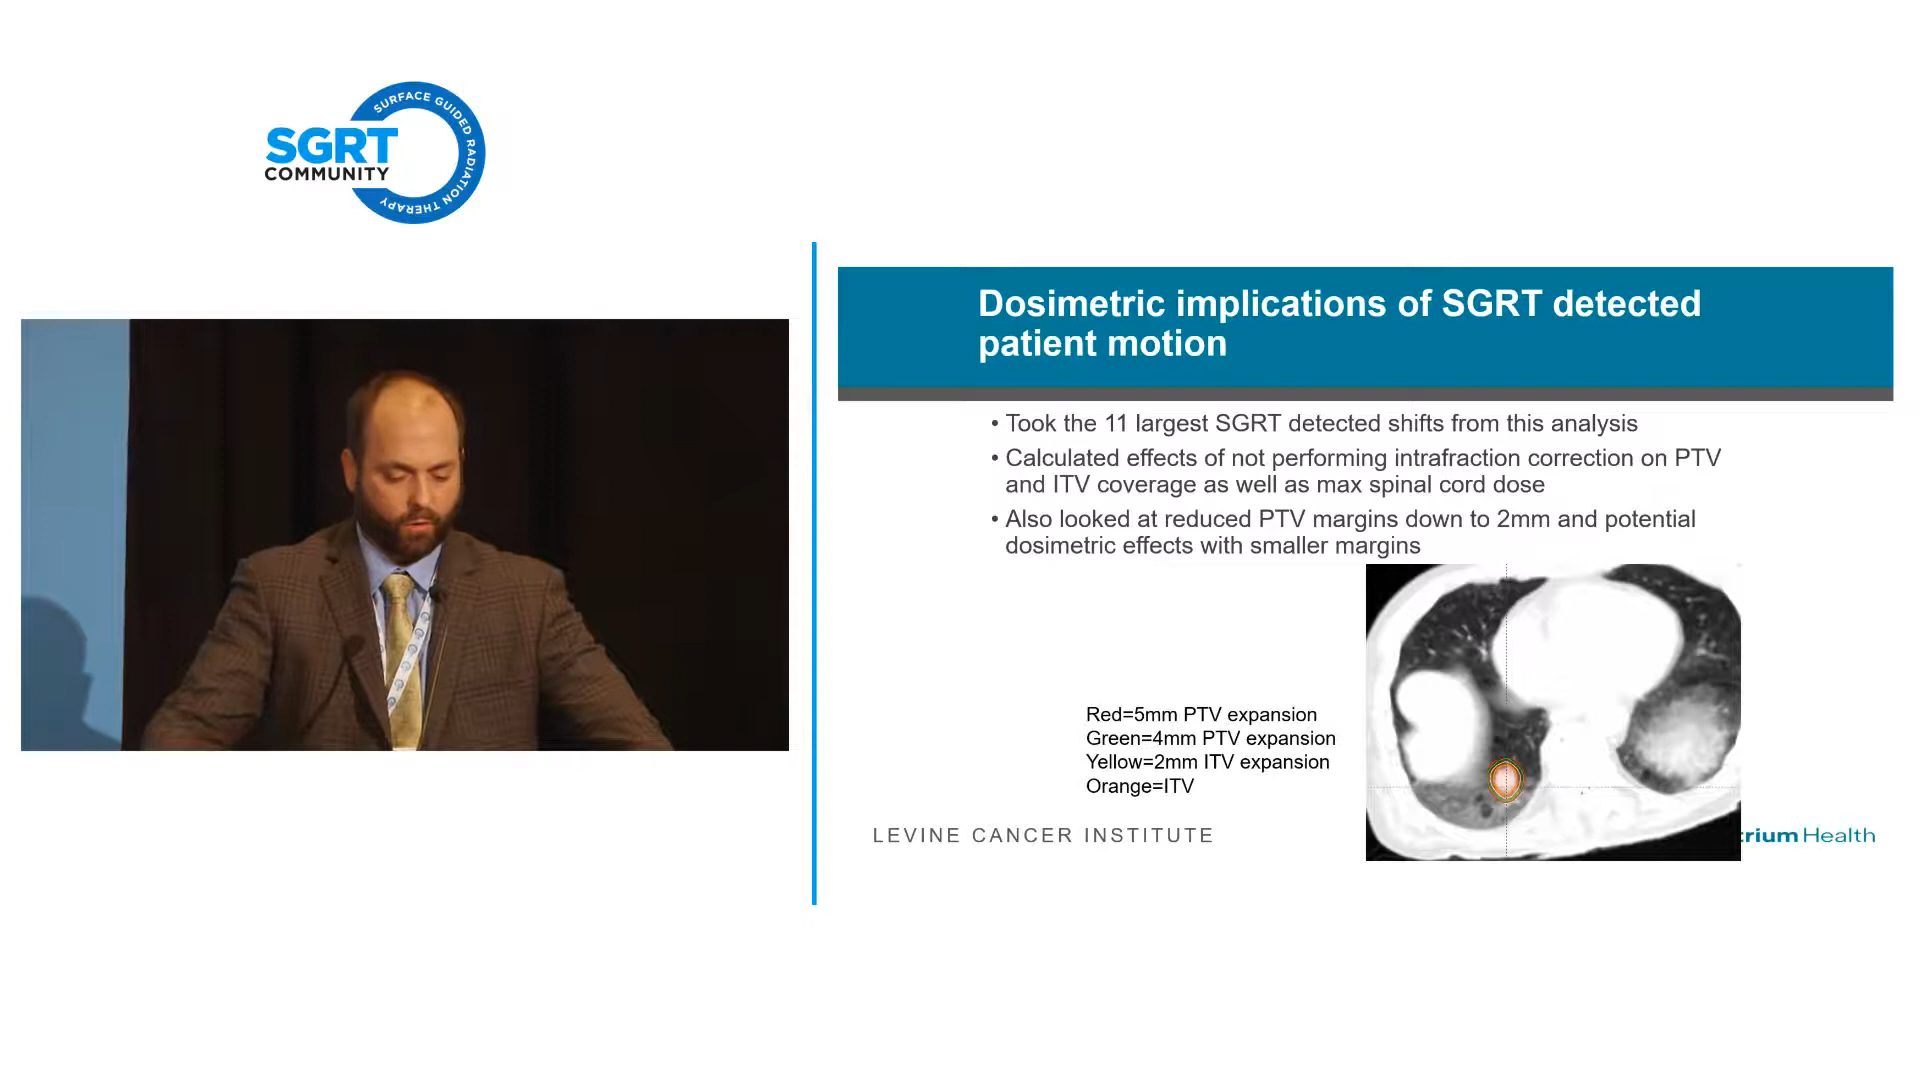 SURFACE GUIDED RADIATION THERAPY
SGRT
COMMUNITY
Dosimetric implications of SGRT detected
patient motion
• Took the 11 largest SGRT detected shifts from this analysis
• Calculated effects of not performing intrafraction correction on PTV
and ITV coverage as well as max spinal cord dose
• Also looked at reduced PTV margins down to 2mm and potential
dosimetric effects with smaller margins
Red=5mm PTV expansion
Green=4mm PTV expansion
Yellow=2mm ITV expansion
Orange=ITV
LEVINE CANCER INSTITUTE
trium Health